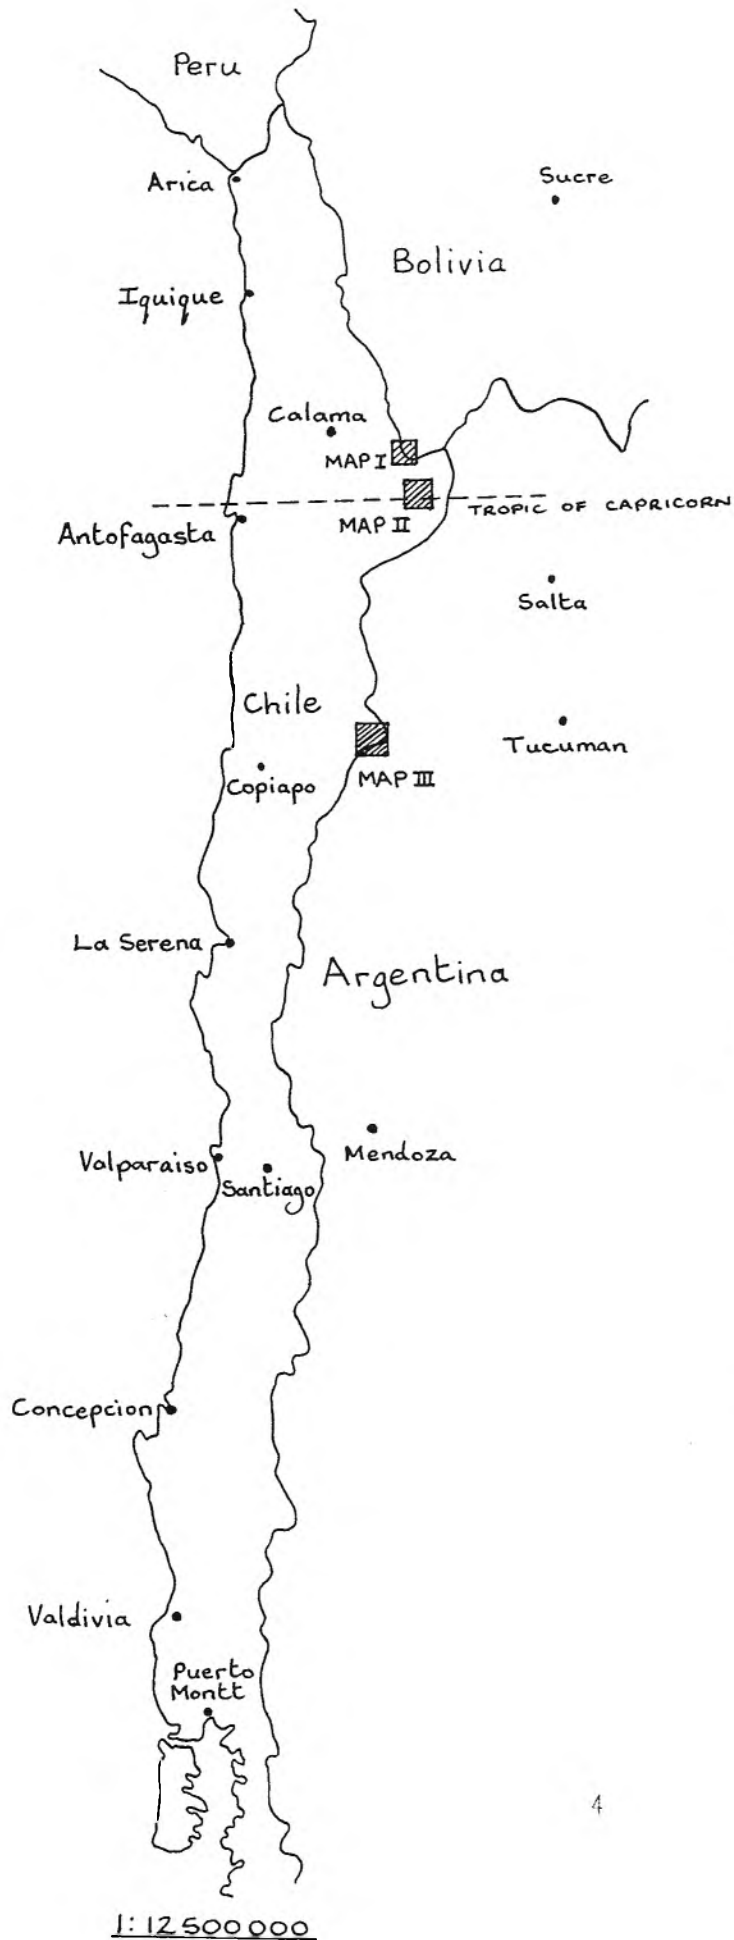 Peru
Arica
Sucre
Bolivia
Iquique
Calama
MAP I
TROPIC OF CAPRICORN
MAP II
Antofagasta
Salta
Chile
Tucuman
MAP III
Copiapo
La Serena
Argentina
Mendoza
Valparaiso
Santiago
Concepcion
Valdivia
Puerto
Montt
4
1:12500000